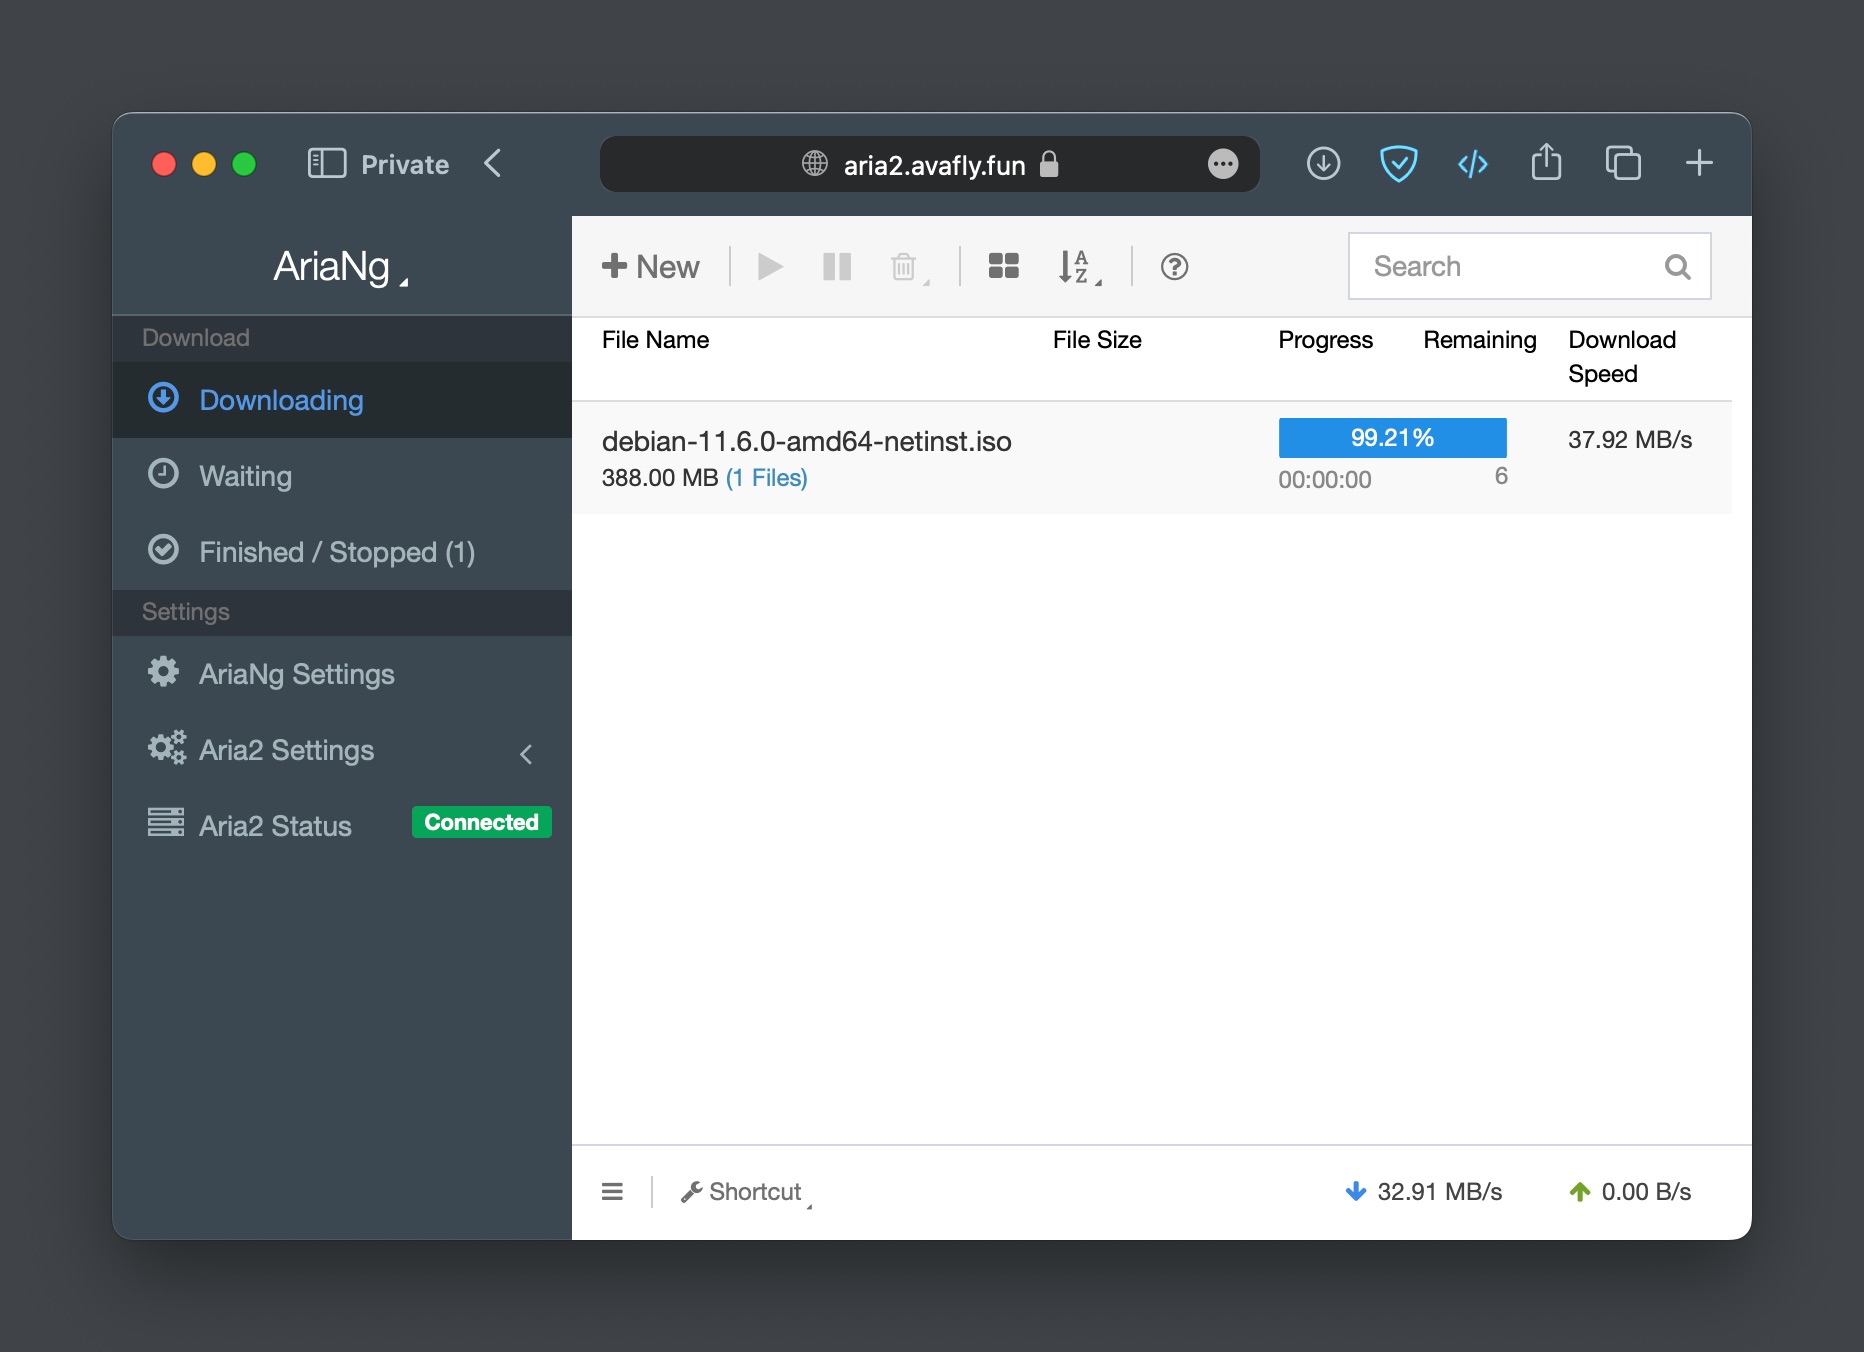 Private
aria2.avafly.fun
AriaNg
New
Search
Download
Downloading
Waiting
Finished / Stopped (1)
Settings
AriaNg Settings
Aria2 Settings
Aria2 Status
Connected
File Name
File Size
Progress
Remaining
Download
Speed
debian-11.6.0-amd64-netinst.iso
388.00 MB (1 Files)
99.21%
00:00:00
6
37.92 MB/s
Shortcut
32.91 MB/s
0.00 B/s